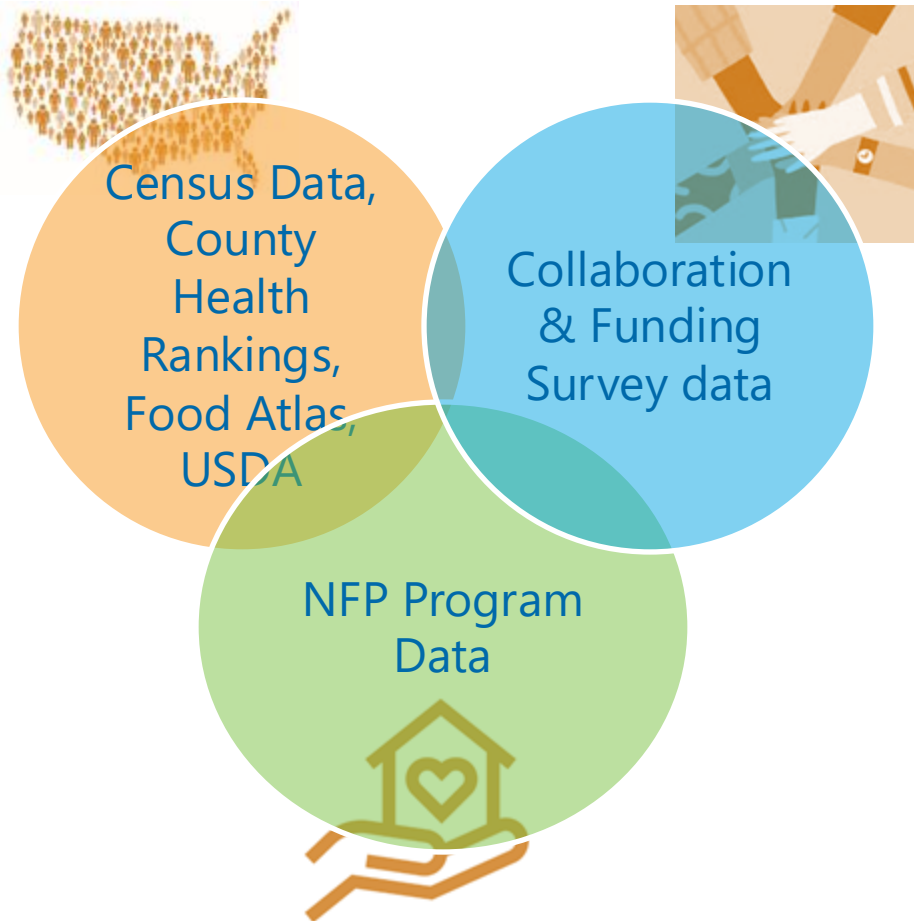 Census Data,
County
Health
Rankings,
Food Atlas,
USDA
Collaboration
& Funding
Survey data
NFP Program
Data